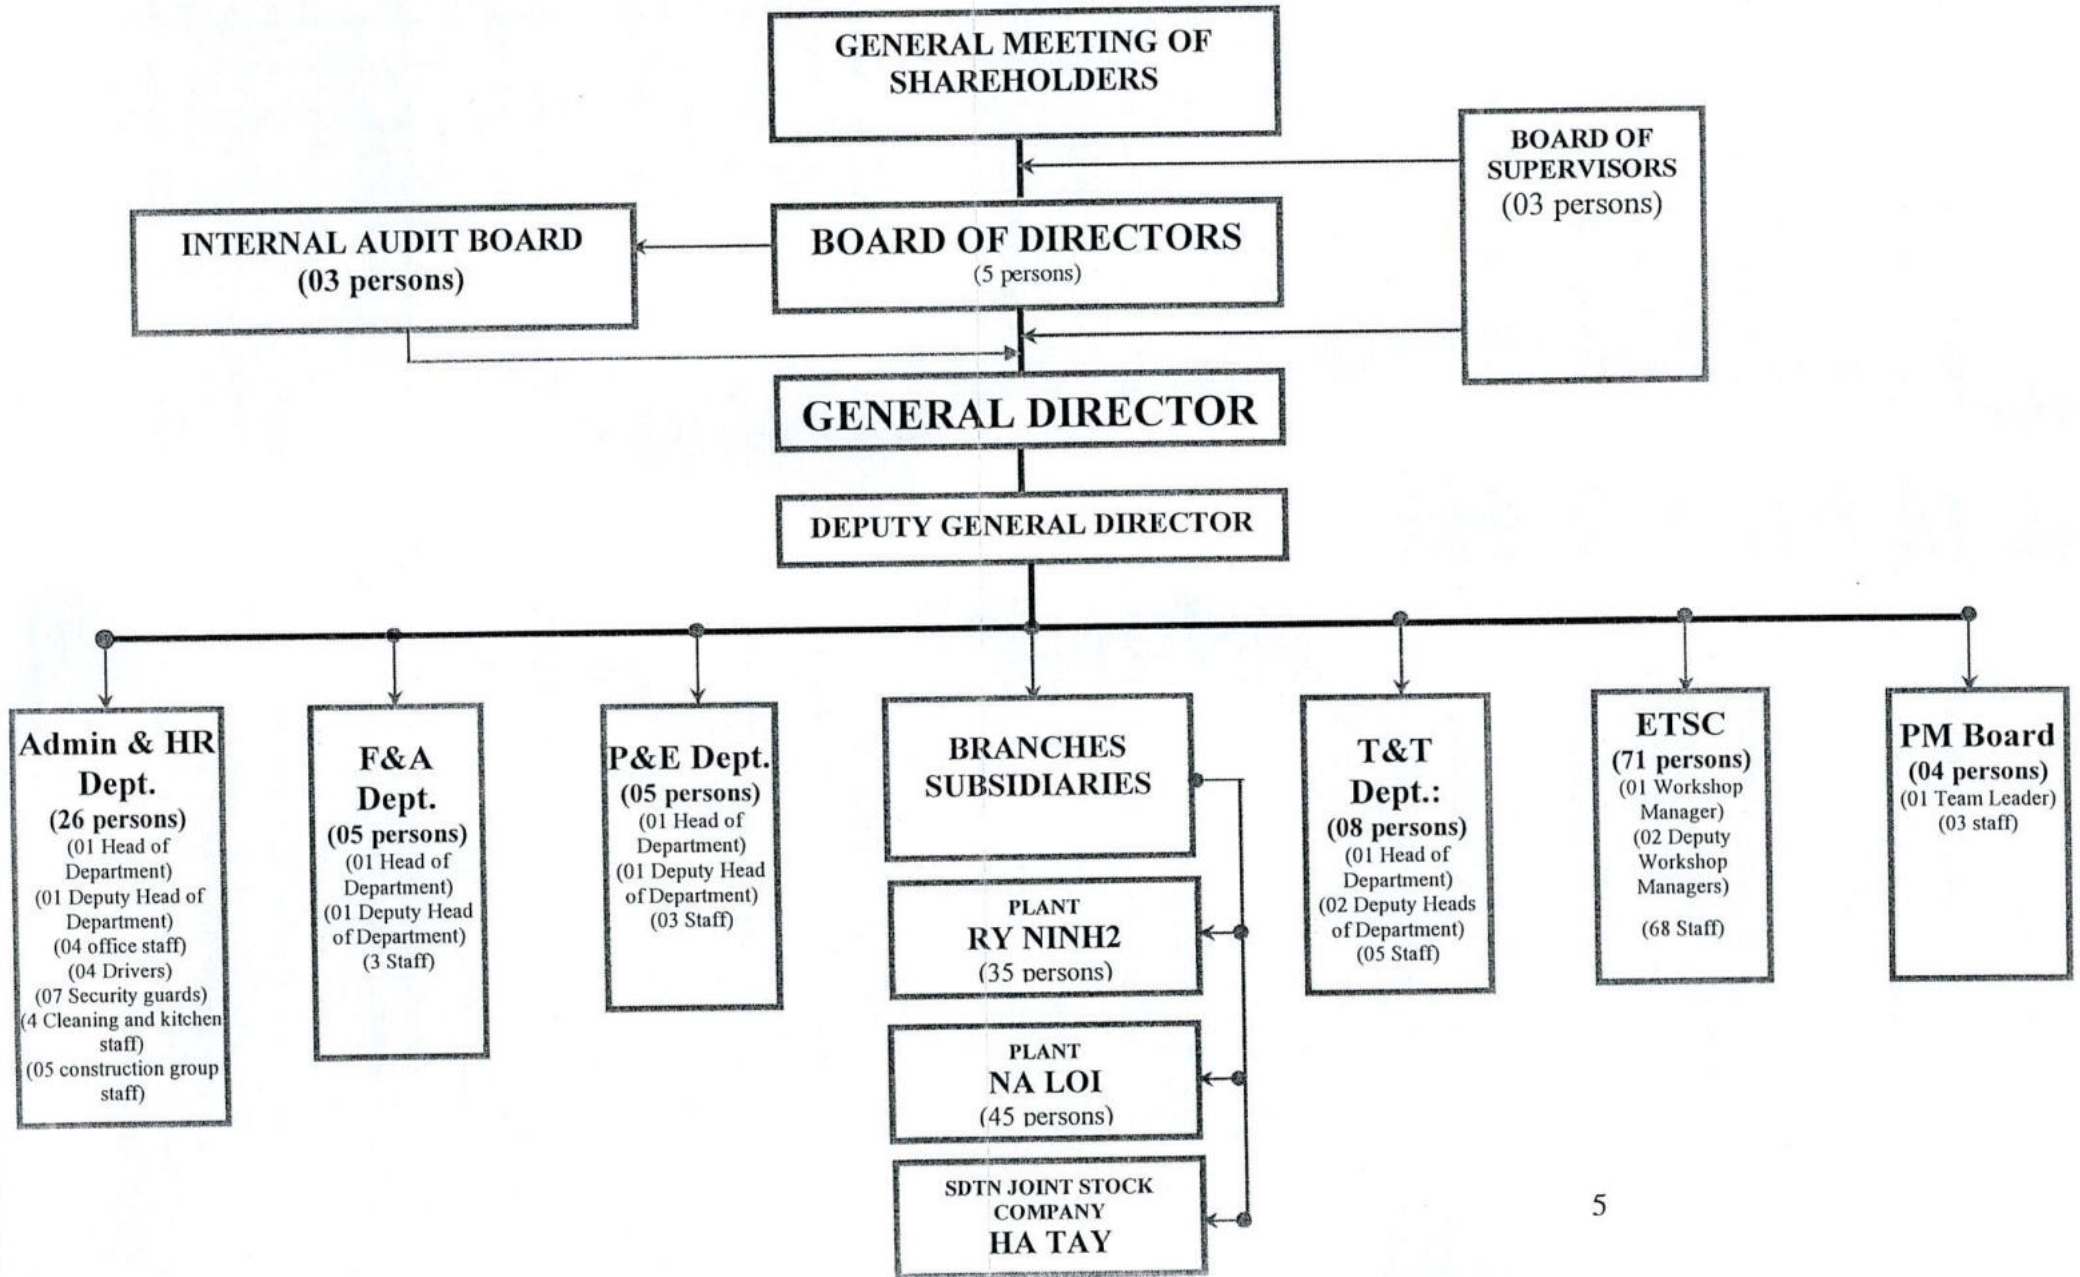 GENERAL MEETING OF
SHAREHOLDERS
BOARD OF
SUPERVISORS
(03 persons)
INTERNAL AUDIT BOARD
(03 persons)
BOARD OF DIRECTORS
(5 persons)
GENERAL DIRECTOR
DEPUTY GENERAL DIRECTOR
Admin & HR
Dept.
(26 persons)
(01 Head of
Department)
(01 Deputy Head of
Department)
(04 office staff)
(04 Drivers)
(07 Security guards)
(4 Cleaning and kitchen
staff)
(05 construction group
staff)
F&A
Dept.
(05 persons)
(01 Head of
Department)
(01 Deputy Head
of Department)
(3 Staff)
P&E Dept.
(05 persons)
(01 Head of
Department)
(01 Deputy Head
of Department)
(03 Staff)
BRANCHES
SUBSIDIARIES
PLANT
RY NINH2
(35 persons)
PLANT
NA LOI
(45 persons)
SDTN JOINT STOCK
COMPANY
HA TAY
T&T
Dept.:
(08 persons)
(01 Head of
Department)
(02 Deputy Heads
of Department)
(05 Staff)
ETSC
(71 persons)
(01 Workshop
Manager)
(02 Deputy
Workshop
Managers)
(68 Staff)
PM Board
(04 persons)
(01 Team Leader)
(03 staff)
5